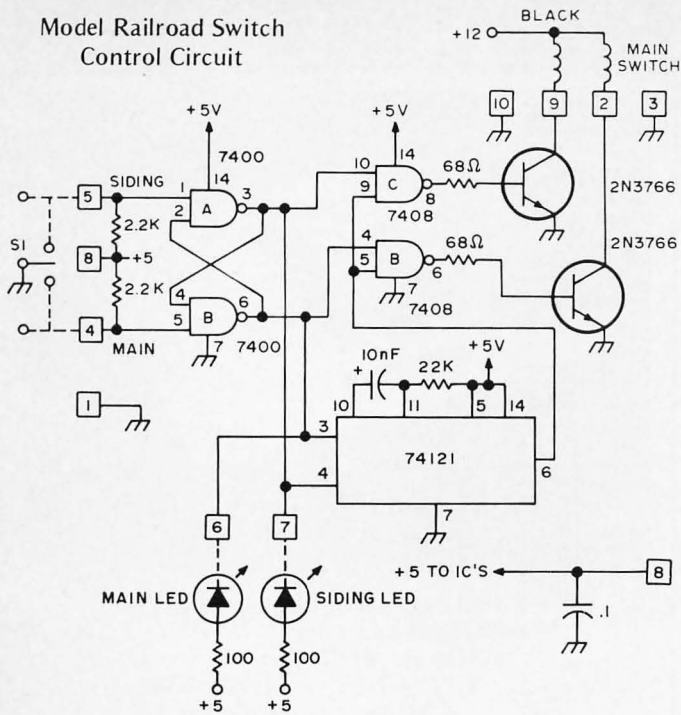 Model Railroad Switch
Control Circuit
BLACK
+12
MAIN
SWITCH
10
9
2
3
+5V
7400
14
+5V
14
5
SIDING
1
2
A
3
10
9
C
8
7408
68Ω
2N3766
2.2K
S1
8
+5
2.2K
4
5
B
6
7
7400
4
MAIN
4
5
B
6
7
7408
68Ω
2N3766
1
10nF
+
22K
+5V
10
11
5
14
3
4
74121
6
7
6
7
MAIN LED
SIDING LED
100
100
+5
+5
+5 TO IC'S
8
.1